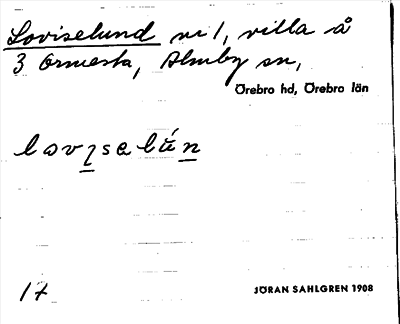 Loviselund nr 1, villa å
3 Ormesta, Almby sn,
Örebro hd, Örebro län
17
JÖRAN SAHLGREN 1908